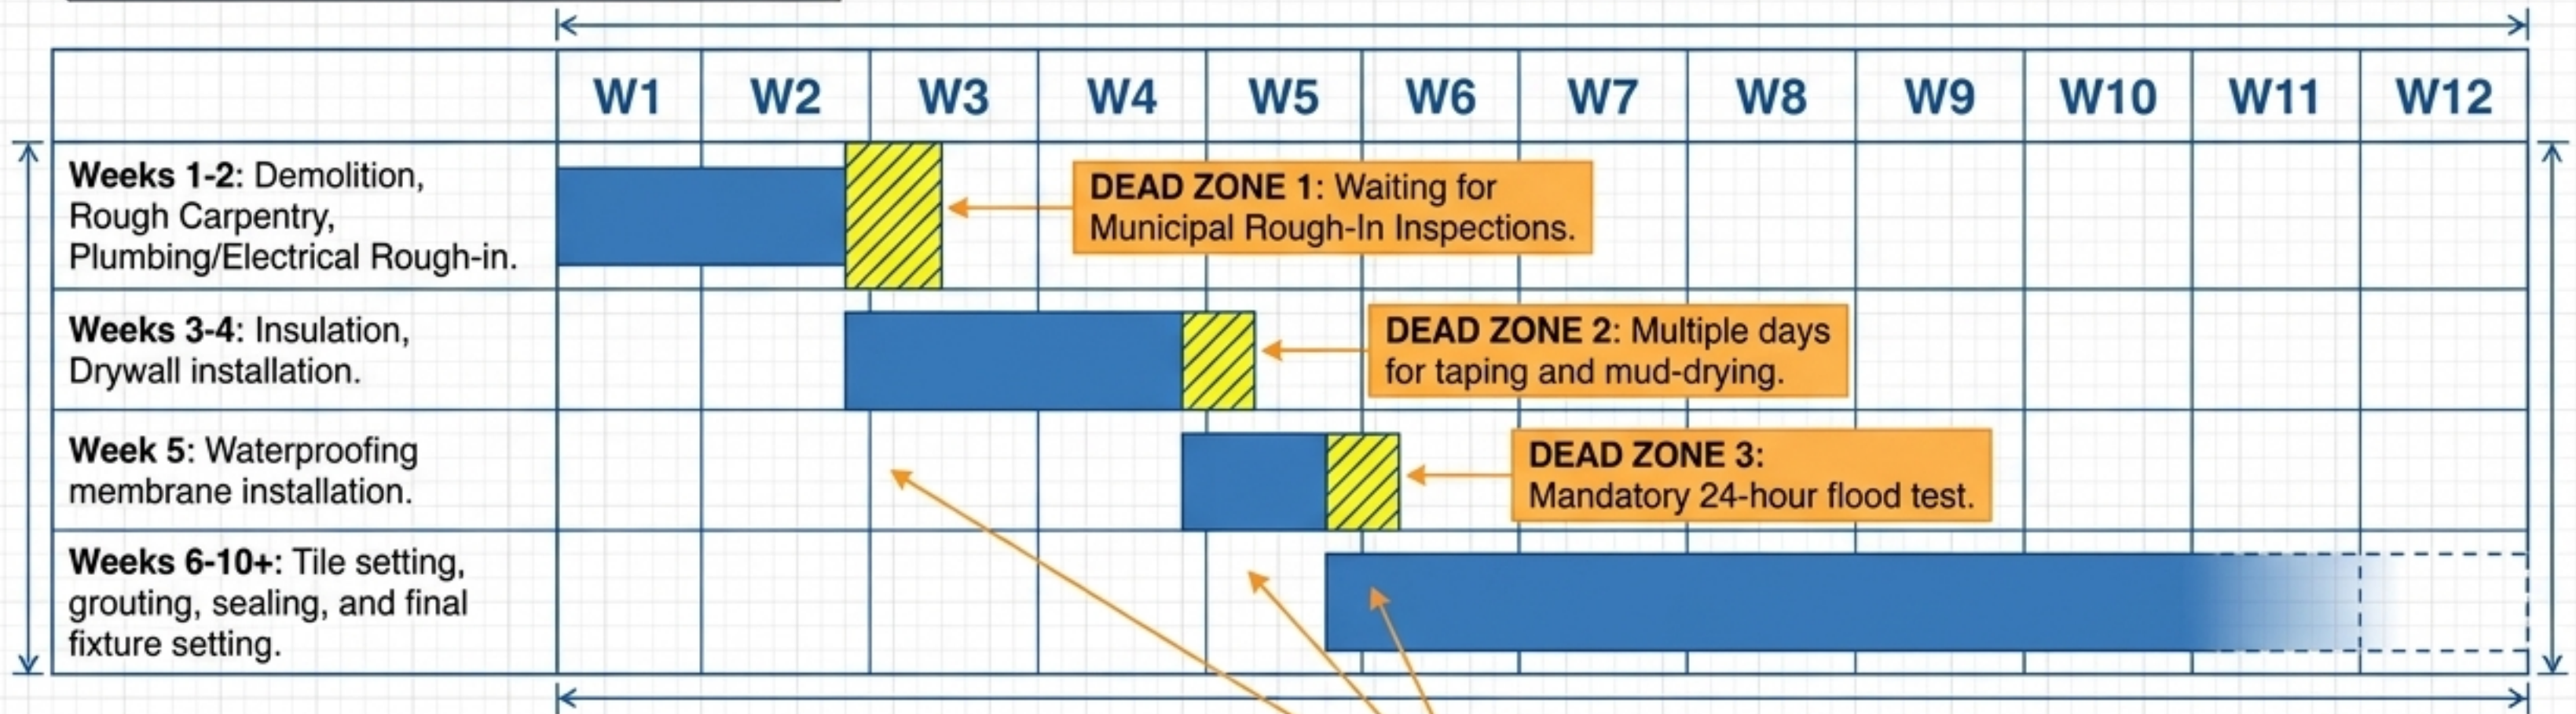 W1 W2 W3 W4 W5 W6 W7 W8 W9 W10 W11 W12
Weeks 1-2: Demolition,
Rough Carpentry,
Plumbing/Electrical Rough-in.
DEAD ZONE 1: Waiting for
Municipal Rough-In Inspections.
Weeks 3-4: Insulation,
Drywall installation.
DEAD ZONE 2: Multiple days
for taping and mud-drying.
Week 5: Waterproofing
membrane installation.
DEAD ZONE 3:
Mandatory 24-hour flood test.
Weeks 6-10+: Tile setting,
grouting, sealing, and final
fixture setting.